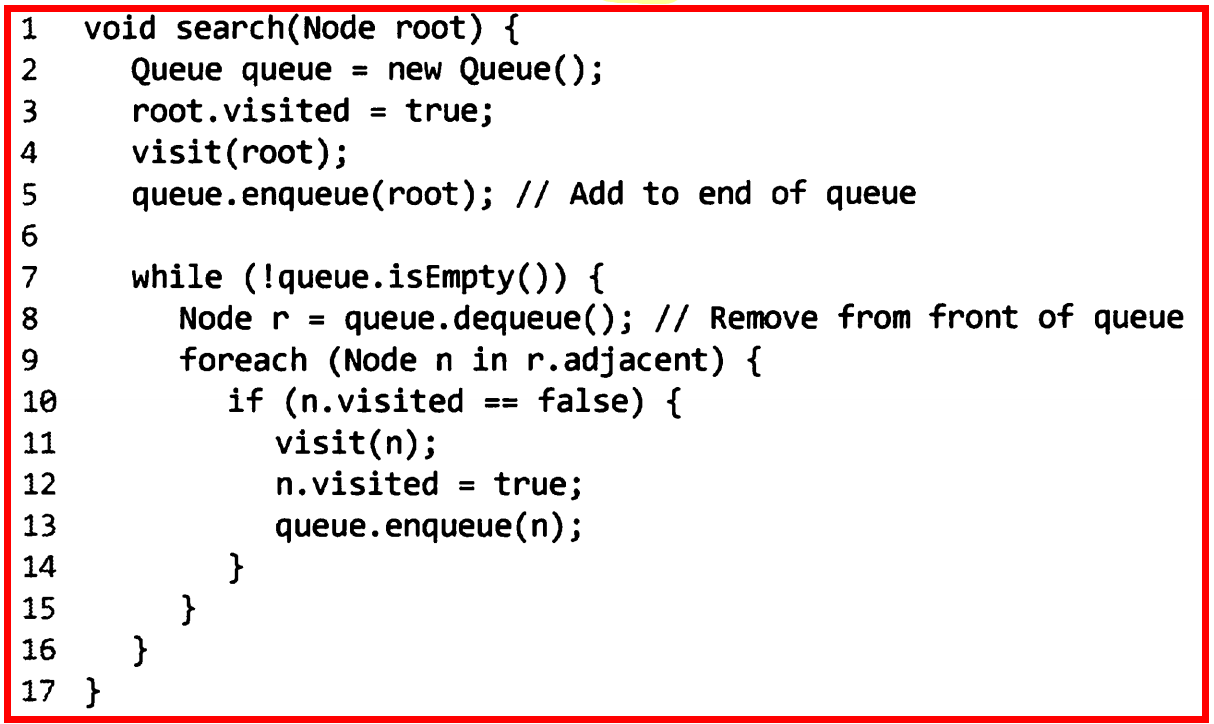 1 void search(Node root) {
2 Queue queue = new Queue();
3 root.visited = true;
4 visit(root);
5 queue.enqueue(root); // Add to end of queue
6
7 while (!queue.isEmpty()) {
8 Node r = queue.dequeue(); // Remove from front of queue
9 foreach (Node n in r.adjacent) {
10 if (n.visited == false) {
11 visit(n);
12 n.visited = true;
13 queue.enqueue(n);
14 }
15 }
16 }
17 }